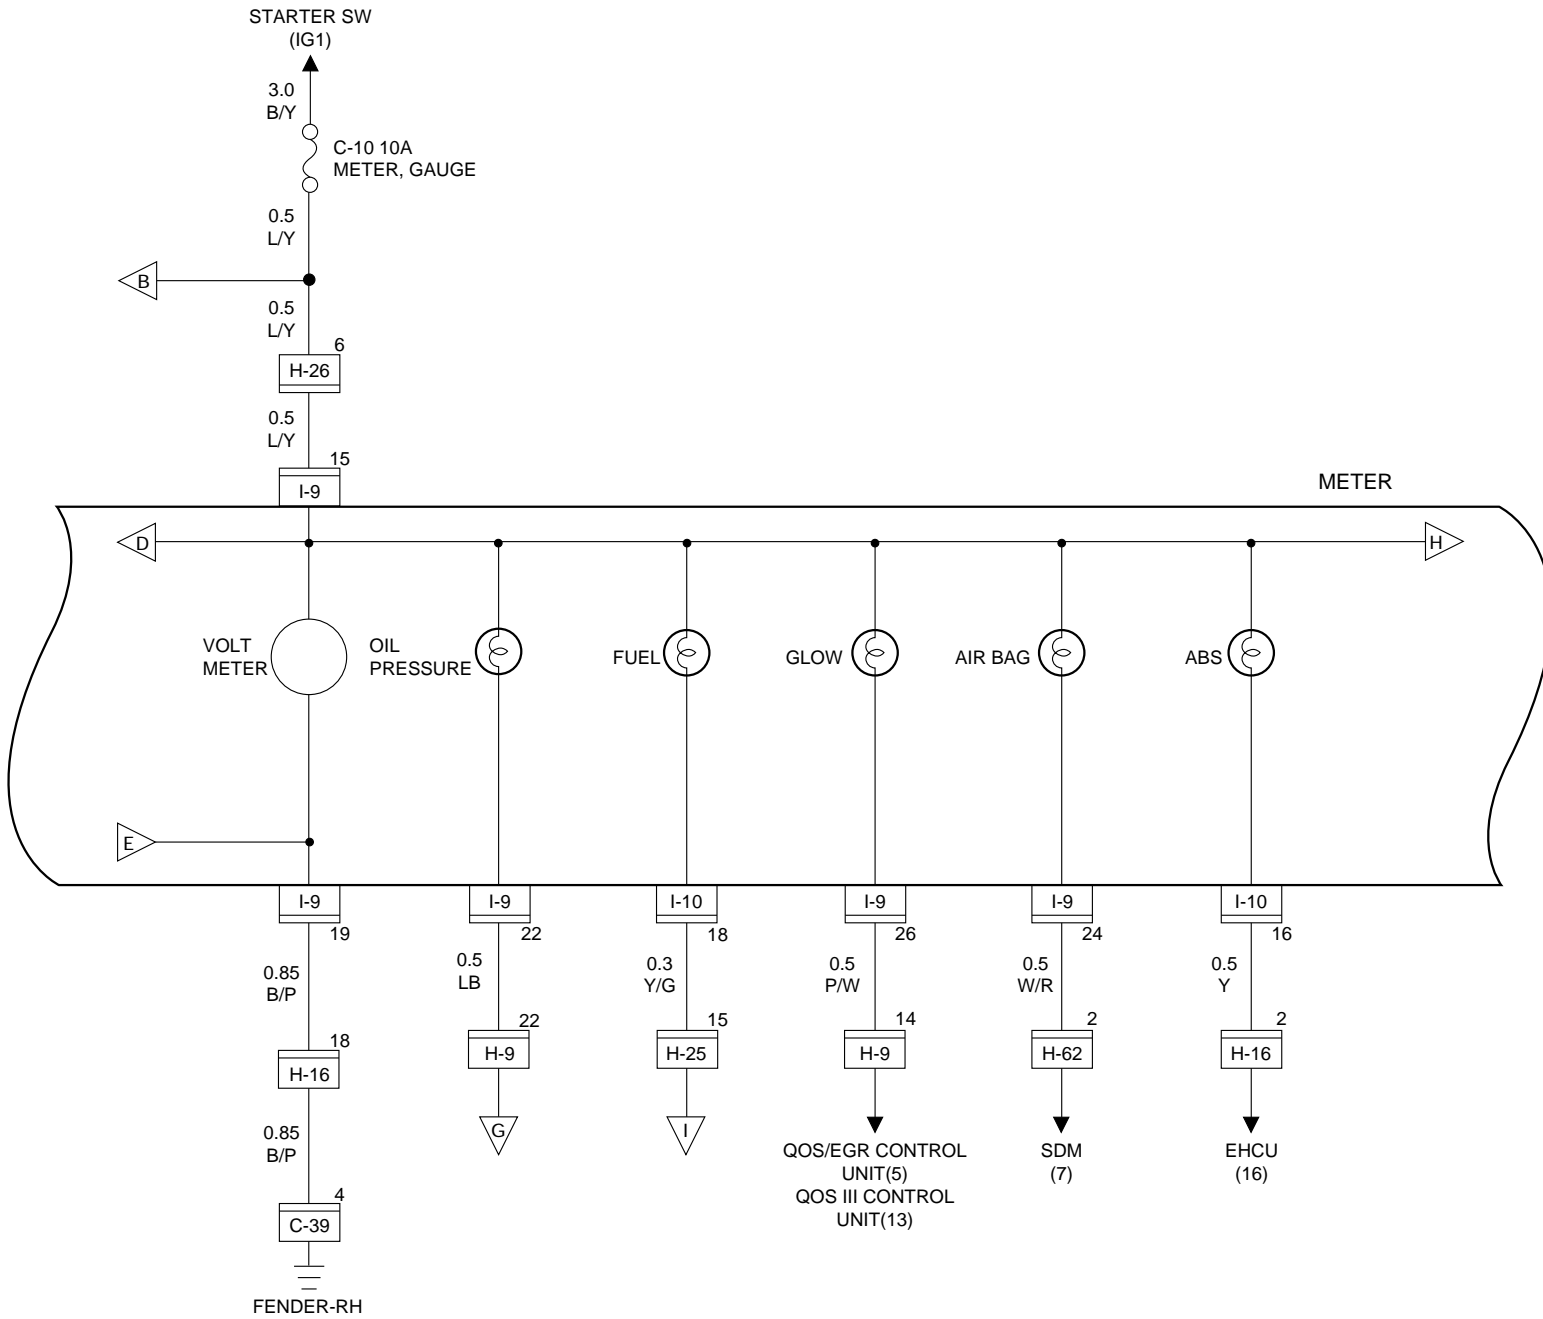 STARTER SW
(IG1)
3.0
B/Y
C-10 10A
METER, GAUGE
0.5
L/Y
B
0.5
L/Y
6
H-26
0.5
L/Y
15
I-9
METER
D
H
VOLT
METER
OIL
PRESSURE
FUEL
GLOW
AIR BAG
ABS
E
I-9
I-9
I-10
I-9
I-9
I-10
19
22
18
26
24
16
0.85
B/P
0.5
LB
0.3
Y/G
0.5
P/W
0.5
W/R
0.5
Y
18
H-16
22
H-9
15
H-25
14
H-9
2
H-62
2
H-16
G
I
QOS/EGR CONTROL
UNIT(5)
QOS III CONTROL
UNIT(13)
SDM
(7)
EHCU
(16)
0.85
B/P
4
C-39
FENDER-RH